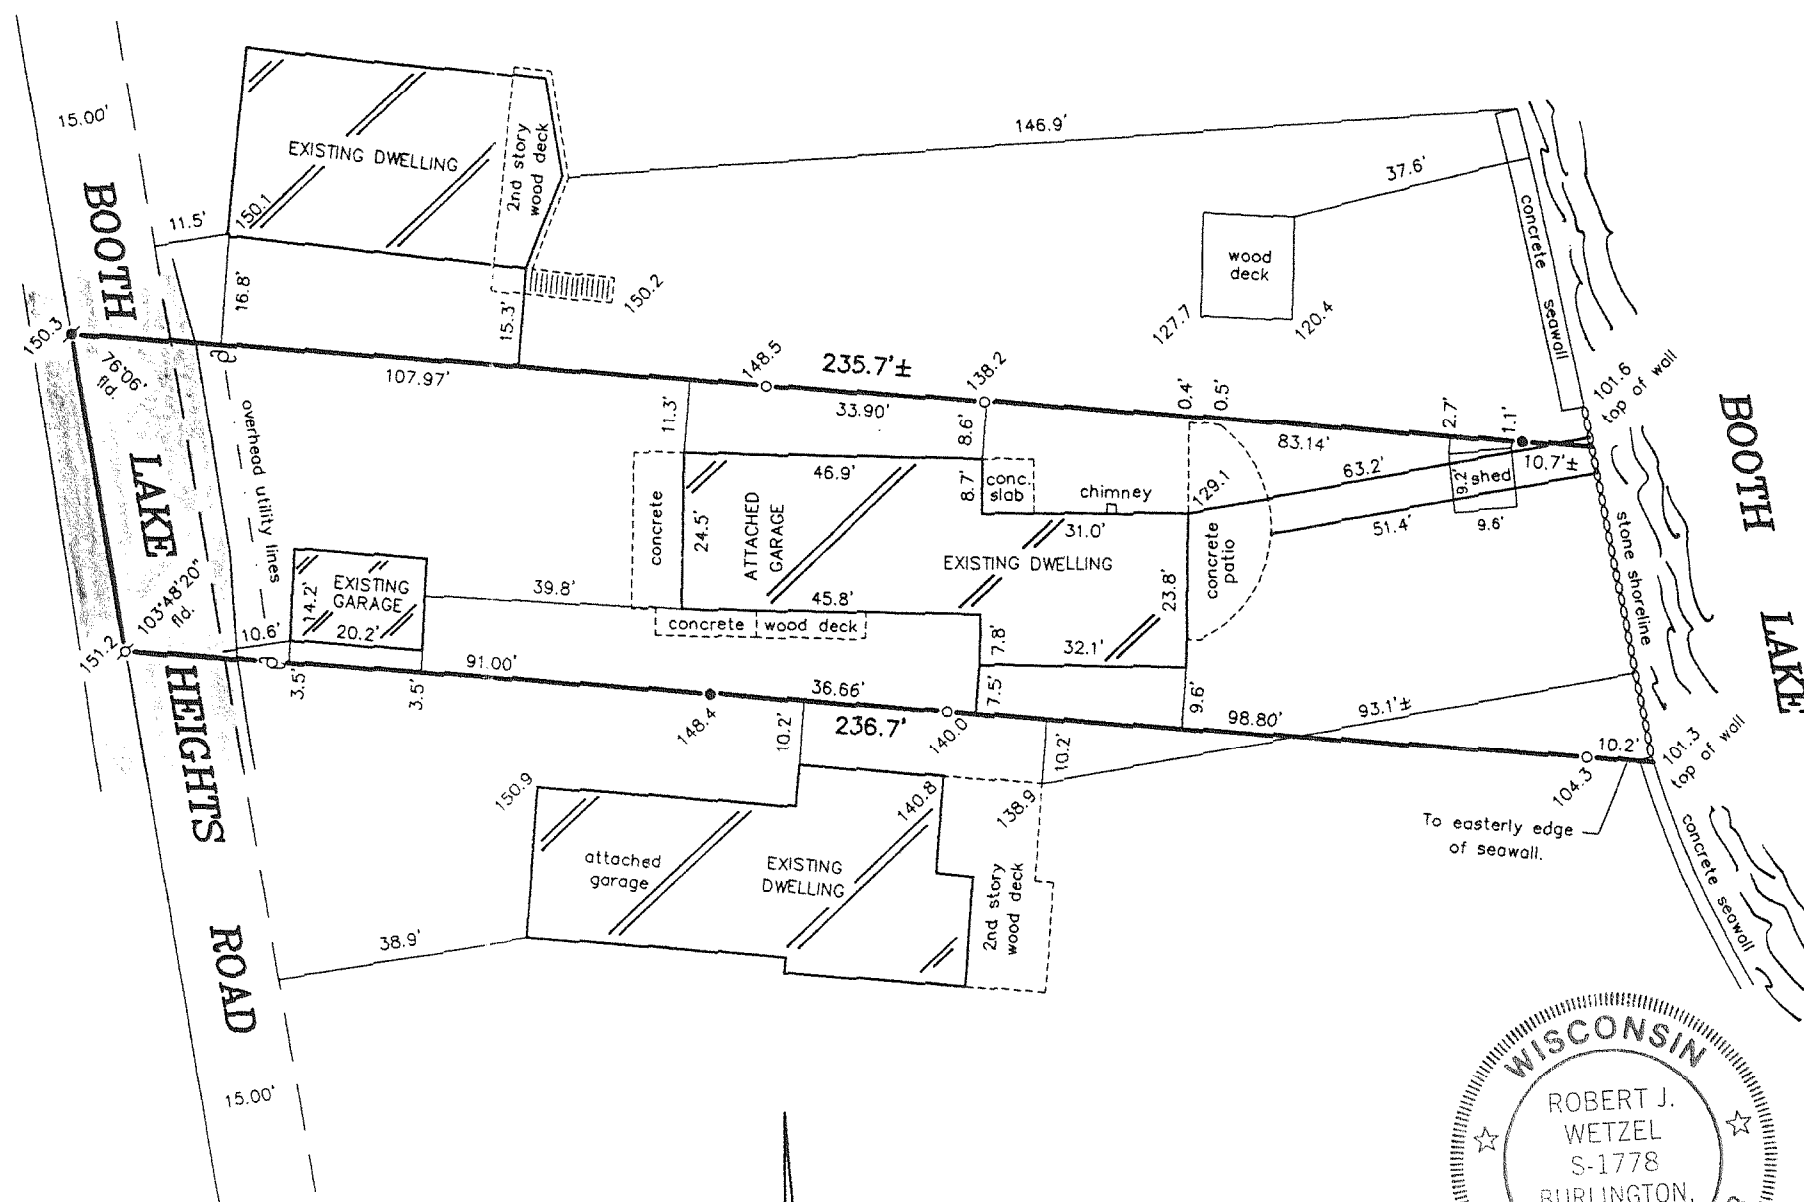 15.00'
BOOTH LAKE HEIGHTS ROAD
15.00'
11.5'
150.3
76°06'
fld.
overhead utility lines
103°48'20"
fld.
151.2
EXISTING DWELLING
150.1
2nd story
wood deck
16.8'
15.3'
150.2
146.9'
37.6'
wood
deck
127.7
120.4
concrete seawall
107.97'
148.5
235.7'±
138.2
33.90'
0.4'
0.5'
83.14'
2.7'
1.1'
101.6
top of wall
11.3'
8.6'
46.9'
8.7'
conc.
slab
chimney
31.0'
129.1
63.2'
9.2'
shed
10.7'±
9.6'
51.4'
concrete
24.5'
ATTACHED
GARAGE
EXISTING DWELLING
concrete
patio
23.8'
stone shoreline
BOOTH LAKE
EXISTING
GARAGE
14.2'
20.2'
10.6'
39.8'
45.8'
concrete
wood deck
7.8'
32.1'
3.5'
3.5'
91.00'
36.66'
7.5'
9.6'
98.80'
93.1'±
148.4
10.2'
236.7'
140.0
10.2'
10.2'
104.3
101.3
top of wall
To easterly edge
of seawall.
concrete seawall
150.9
140.8
138.9
attached
garage
EXISTING
DWELLING
2nd story
wood deck
38.9'
WISCONSIN
ROBERT J.
WETZEL
S-1778
BURLINGTON,